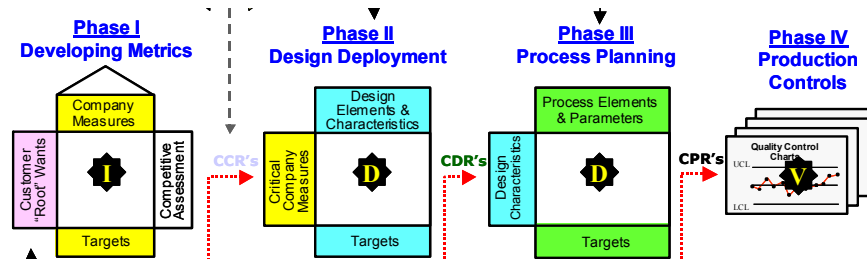 Phase I
Developing Metrics
Company
Measures
Customer
"Root" Wants
I
Competitive
Assessment
Targets
CCR's
Phase II
Design Deployment
Design
Elements &
Characteristics
Critical
Company
Measures
D
Targets
CDR's
Phase III
Process Planning
Process Elements
& Parameters
Design
Characteristics
D
Targets
CPR's
Phase IV
Production
Controls
Quality Control
Charts
UCL
V
LCL